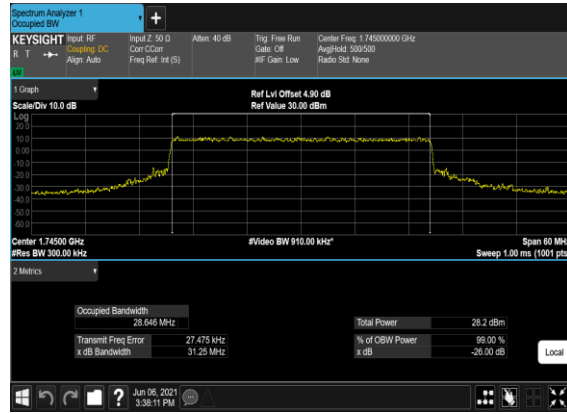 Spectrum Analyzer 1
Occupied BW
+
KEYSIGHT Input: RF Input Z: 50 Ω Atten: 40 dB Trig: Free Run Center Freq: 1.745000000 GHz
R T Coupling: DC Corr CCorr Gate: Off Avg|Hold: 500/500
Align: Auto Freq Ref: Int (S) #IF Gain: Low Radio Std: None
1 Graph
Ref Lvl Offset 4.90 dB
Scale/Div 10.0 dB Ref Value 30.00 dBm
Log
20.0
10.0
0.00
-10.0
-20.0
-30.0
-40.0
-50.0
-60.0
Center 1.74500 GHz #Video BW 910.00 kHz* Span 60 MHz
#Res BW 300.00 kHz Sweep 1.00 ms (1001 pts
2 Metrics
Occupied Bandwidth
28.646 MHz Total Power 28.2 dBm
Transmit Freq Error 27.475 kHz % of OBW Power 99.00 %
x dB Bandwidth 31.25 MHz x dB -26.00 dB
Local
? Jun 06, 2021
3:38:11 PM